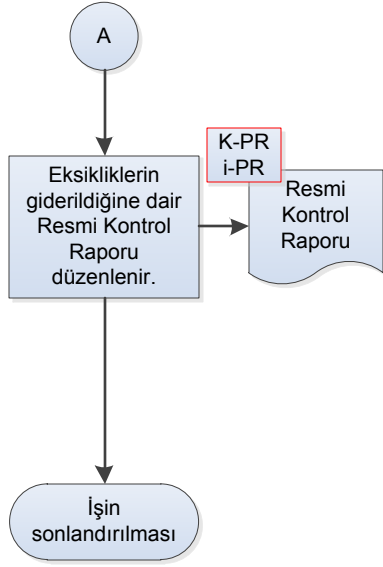 A
K-PR
i-PR
Eksikliklerin
giderildiğine dair
Resmi Kontrol
Raporu
düzenlenir.
Resmi
Kontrol
Raporu
İşin
sonlandırılması